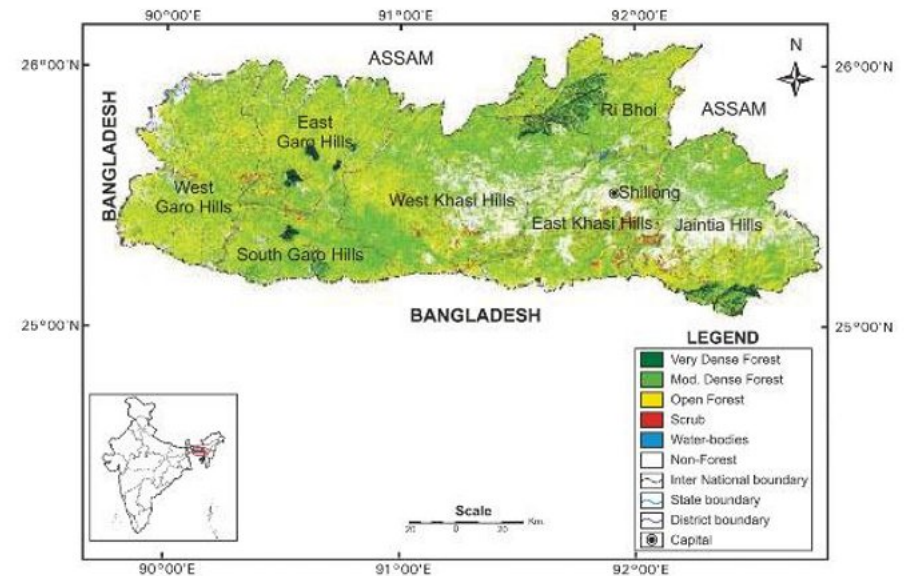 90°00'E 91°00'E 92°00'E
26°00'N
26°00'N
N
ASSAM
ASSAM
BANGLADESH
Ri Bhoi
East
Garo Hills
West
Garo Hills
West Khasi Hills
Shillong
East Khasi Hills
Jaintia Hills
South Garo Hills
BANGLADESH
25°00'N
25°00'N
LEGEND
Very Dense Forest
Mod. Dense Forest
Open Forest
Scrub
Water-bodies
Non-Forest
Inter National boundary
State boundary
District boundary
Capital
Scale
20 0 20 Km.
90°00'E 91°00'E 92°00'E